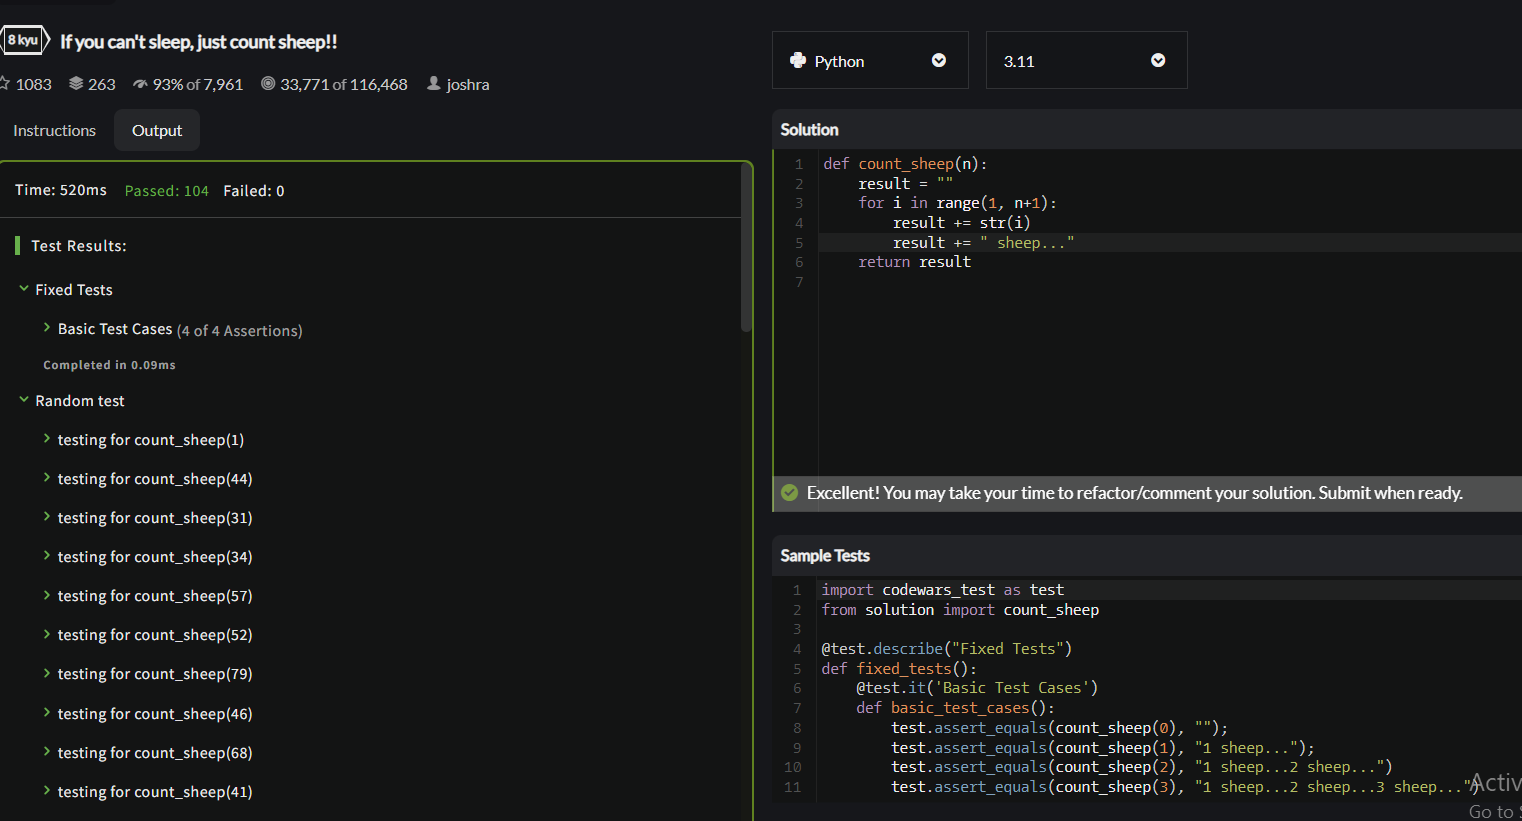 8 kyu If you can't sleep, just count sheep!!
1083 263 93% of 7,961 33,771 of 116,468 joshra
Instructions Output
Time: 520ms Passed: 104 Failed: 0
Test Results:
Fixed Tests
Basic Test Cases (4 of 4 Assertions)
Completed in 0.09ms
Random test
testing for count_sheep(1)
testing for count_sheep(44)
testing for count_sheep(31)
testing for count_sheep(34)
testing for count_sheep(57)
testing for count_sheep(52)
testing for count_sheep(79)
testing for count_sheep(46)
testing for count_sheep(68)
testing for count_sheep(41)
Python 3.11
Solution
1 def count_sheep(n):
2     result = ""
3     for i in range(1, n+1):
4         result += str(i)
5         result += " sheep..."
6     return result
7
Excellent! You may take your time to refactor/comment your solution. Submit when ready.
Sample Tests
1 import codewars_test as test
2 from solution import count_sheep
3
4 @test.describe("Fixed Tests")
5 def fixed_tests():
6     @test.it('Basic Test Cases')
7     def basic_test_cases():
8         test.assert_equals(count_sheep(0), "");
9         test.assert_equals(count_sheep(1), "1 sheep...");
10         test.assert_equals(count_sheep(2), "1 sheep...2 sheep...")
11         test.assert_equals(count_sheep(3), "1 sheep...2 sheep...3 sheep...")
Activ
Go to S